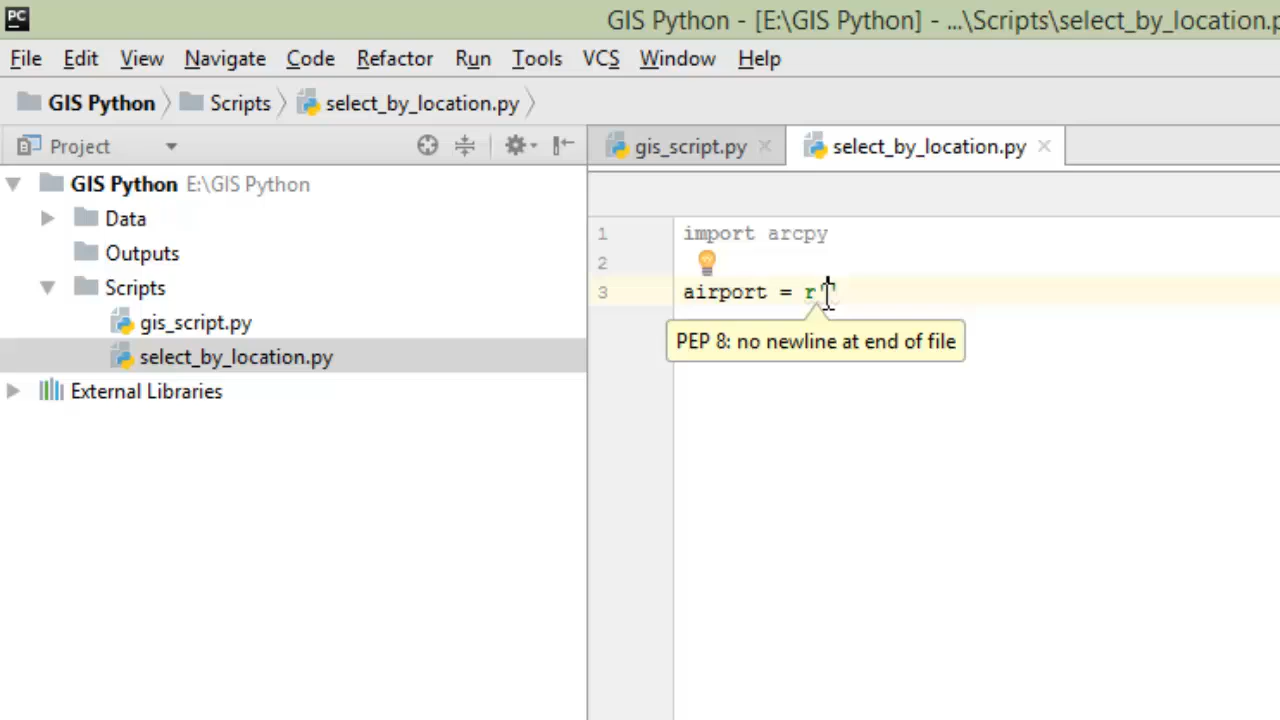 PC
GIS Python - [E:\GIS Python] - ...\Scripts\select_by_location.p
File Edit View Navigate Code Refactor Run Tools VCS Window Help
GIS Python Scripts select_by_location.py
Project
gis_script.py select_by_location.py
GIS Python E:\GIS Python
Data
Outputs
Scripts
gis_script.py
select_by_location.py
External Libraries
1 import arcpy
2
3 airport = r""
PEP 8: no newline at end of file